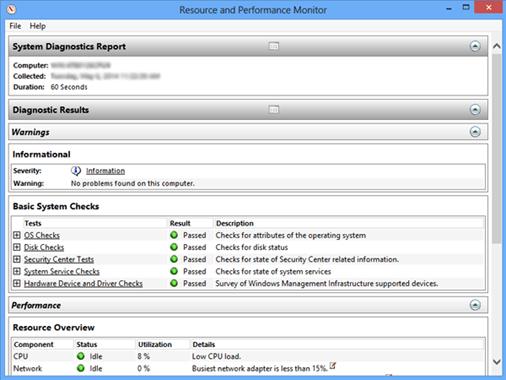 Resource and Performance Monitor
File Help
System Diagnostics Report
Computer:
Collected:
Duration: 60 Seconds
Diagnostic Results
Warnings
Informational
Severity: Information
Warning: No problems found on this computer.
Basic System Checks
Tests Result Description
OS Checks Passed Checks for attributes of the operating system
Disk Checks Passed Checks for disk status
Security Center Tests Passed Checks for state of Security Center related information.
System Service Checks Passed Checks for state of system services
Hardware Device and Driver Checks Passed Survey of Windows Management Infrastructure supported devices.
Performance
Resource Overview
Component Status Utilization Details
CPU Idle 8 % Low CPU load.
Network Idle 0 % Busiest network adapter is less than 15%.